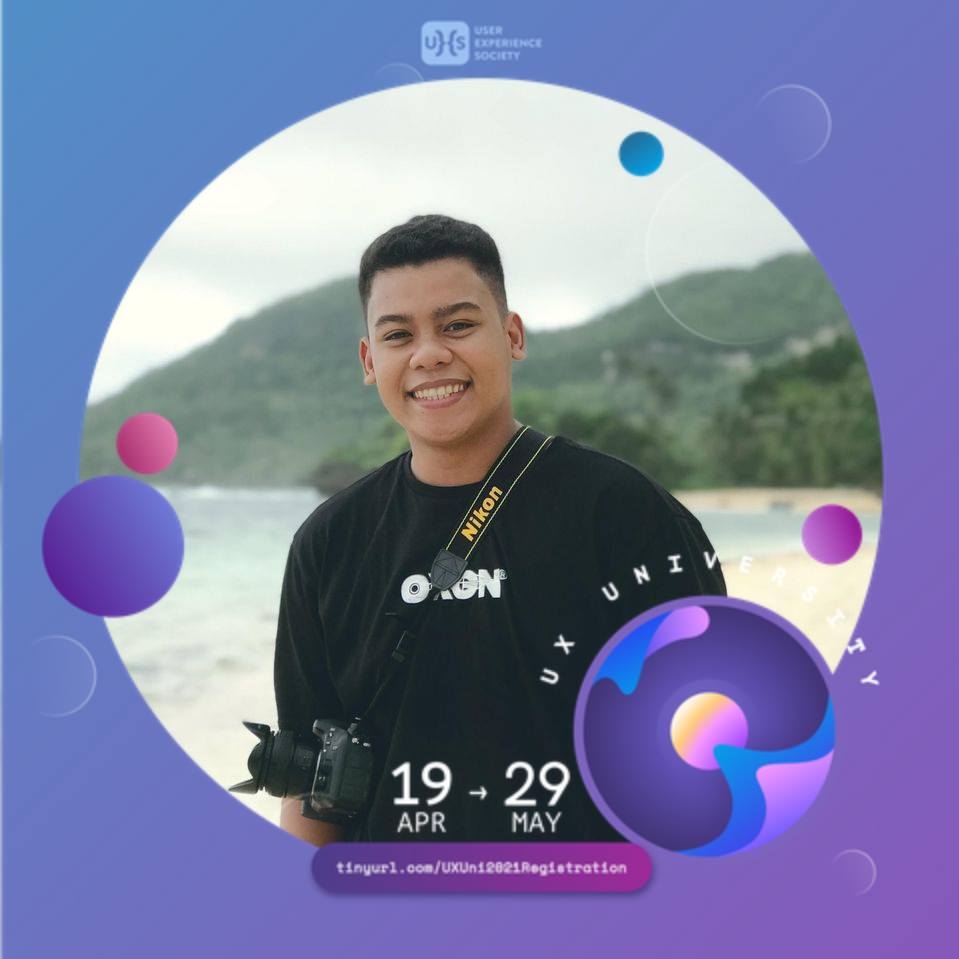 UXS
USER
EXPERIENCE
SOCIETY
Nikon
UX UNIVERSITY
19 → 29
APR MAY
tinyurl.com/UXUni2021Registration